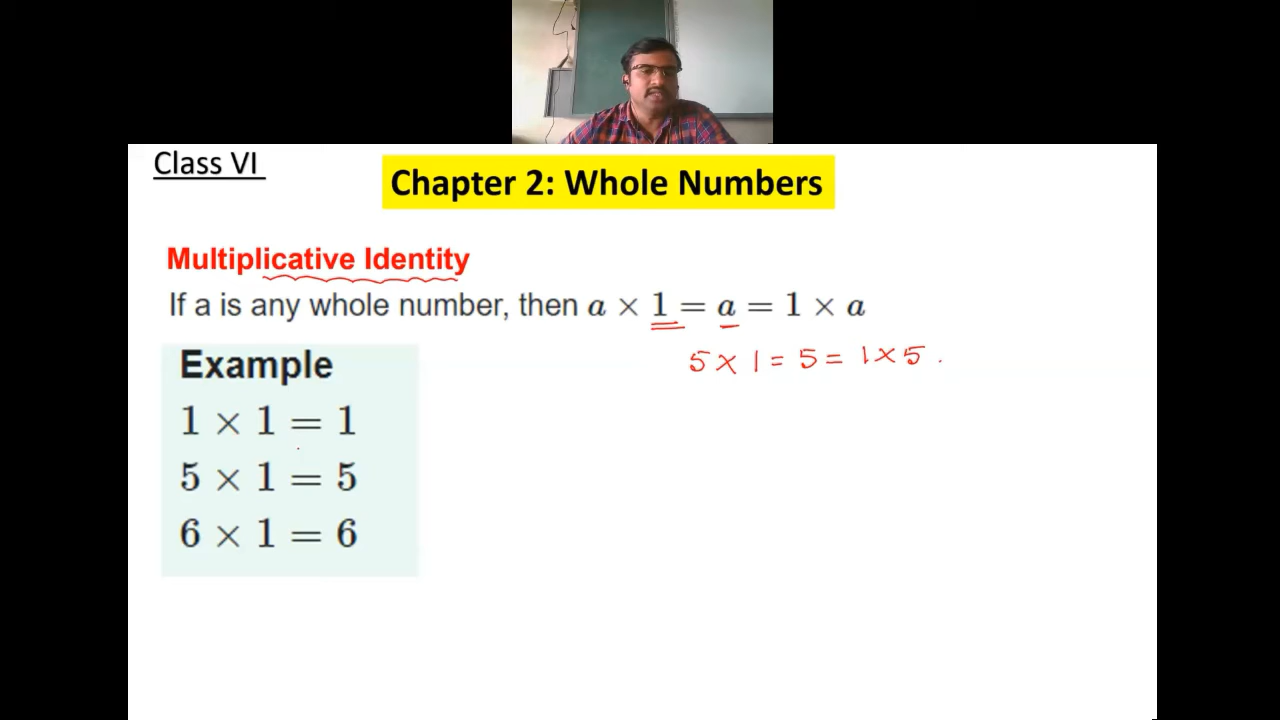 Class VI
Chapter 2: Whole Numbers
Multiplicative Identity
If a is any whole number, then a × 1 = a = 1 × a
5 × 1 = 5 = 1 × 5 .
Example
1 × 1 = 1
5 × 1 = 5
6 × 1 = 6